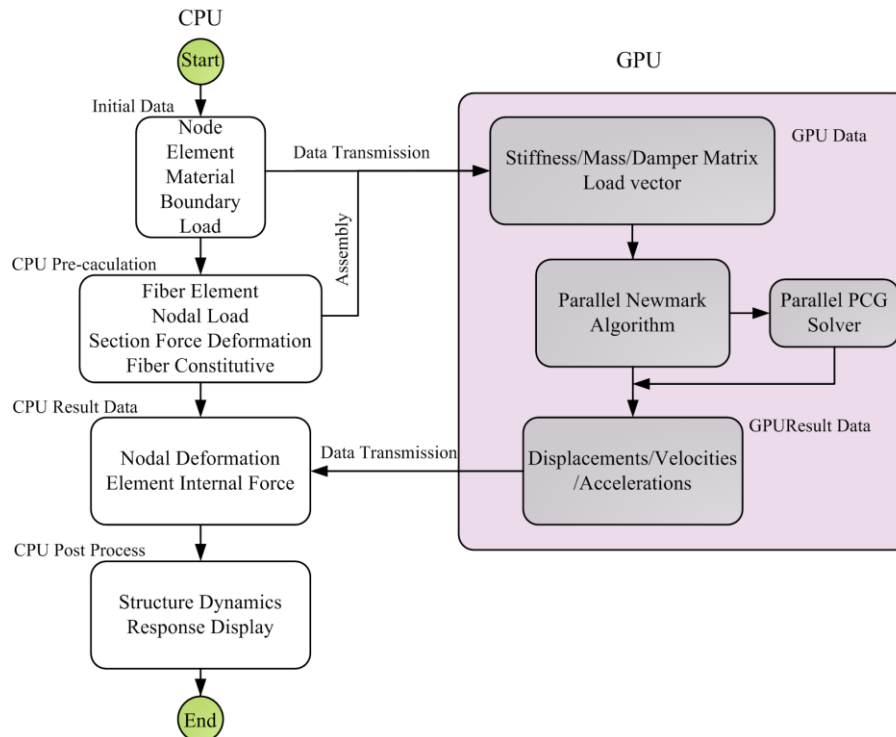 CPU
Start
Initial Data
Node
Element
Material
Boundary
Load
Data Transmission
Assembly
CPU Pre-caculation
Fiber Element
Nodal Load
Section Force Deformation
Fiber Constitutive
CPU Result Data
Nodal Deformation
Element Internal Force
Data Transmission
CPU Post Process
Structure Dynamics
Response Display
End
GPU
GPU Data
Stiffness/Mass/Damper Matrix
Load vector
Parallel Newmark
Algorithm
Parallel PCG
Solver
GPUResult Data
Displacements/Velocities
/Accelerations